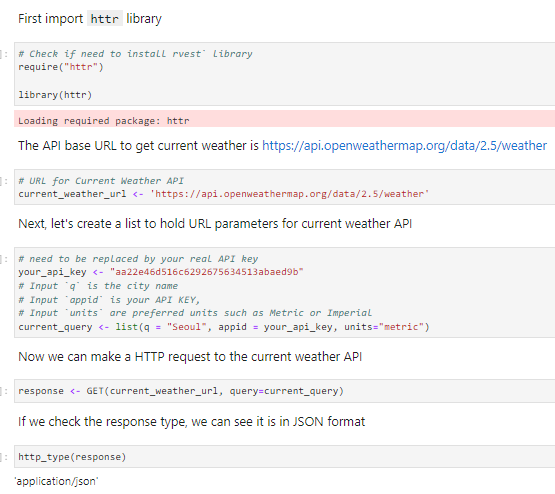 First import httr library
]: # Check if need to install rvest` library
require("httr")
library(httr)
Loading required package: httr
The API base URL to get current weather is https://api.openweathermap.org/data/2.5/weather
]: # URL for Current Weather API
current_weather_url <- 'https://api.openweathermap.org/data/2.5/weather'
Next, let's create a list to hold URL parameters for current weather API
]: # need to be replaced by your real API key
your_api_key <- "aa22e46d516c6292675634513abaed9b"
# Input `q` is the city name
# Input `appid` is your API KEY,
# Input `units` are preferred units such as Metric or Imperial
current_query <- list(q = "Seoul", appid = your_api_key, units="metric")
Now we can make a HTTP request to the current weather API
]: response <- GET(current_weather_url, query=current_query)
If we check the response type, we can see it is in JSON format
]: http_type(response)
'application/json'